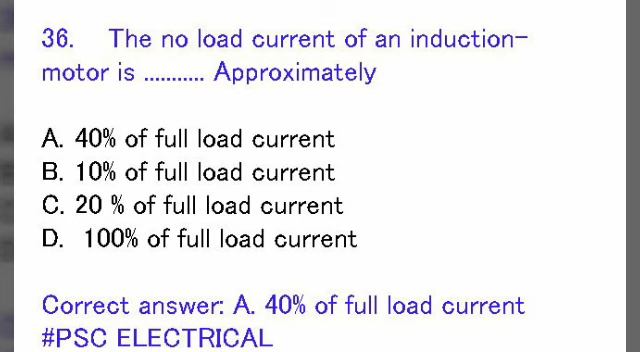 36. The no load current of an induction-
motor is ........... Approximately
A. 40% of full load current
B. 10% of full load current
C. 20 % of full load current
D. 100% of full load current
Correct answer: A. 40% of full load current
#PSC ELECTRICAL